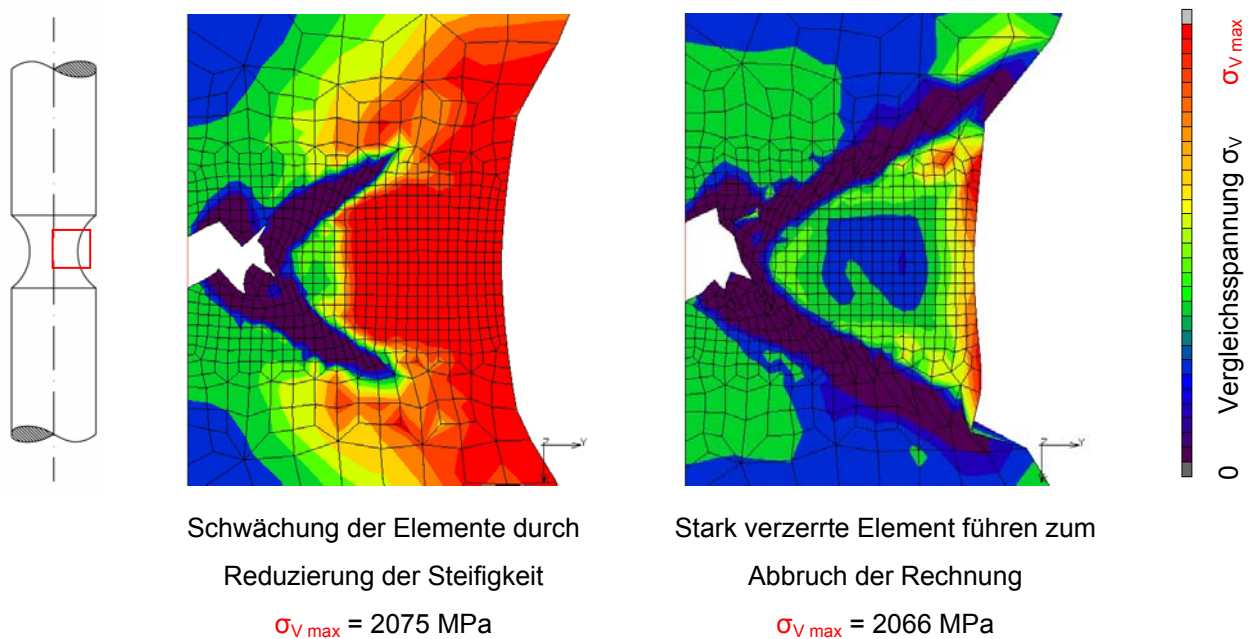 Z
Y
Z
Y
0 Vergleichsspannung σV σV max
Schwächung der Elemente durch
Reduzierung der Steifigkeit
σV max = 2075 MPa
Stark verzerrte Element führen zum
Abbruch der Rechnung
σV max = 2066 MPa